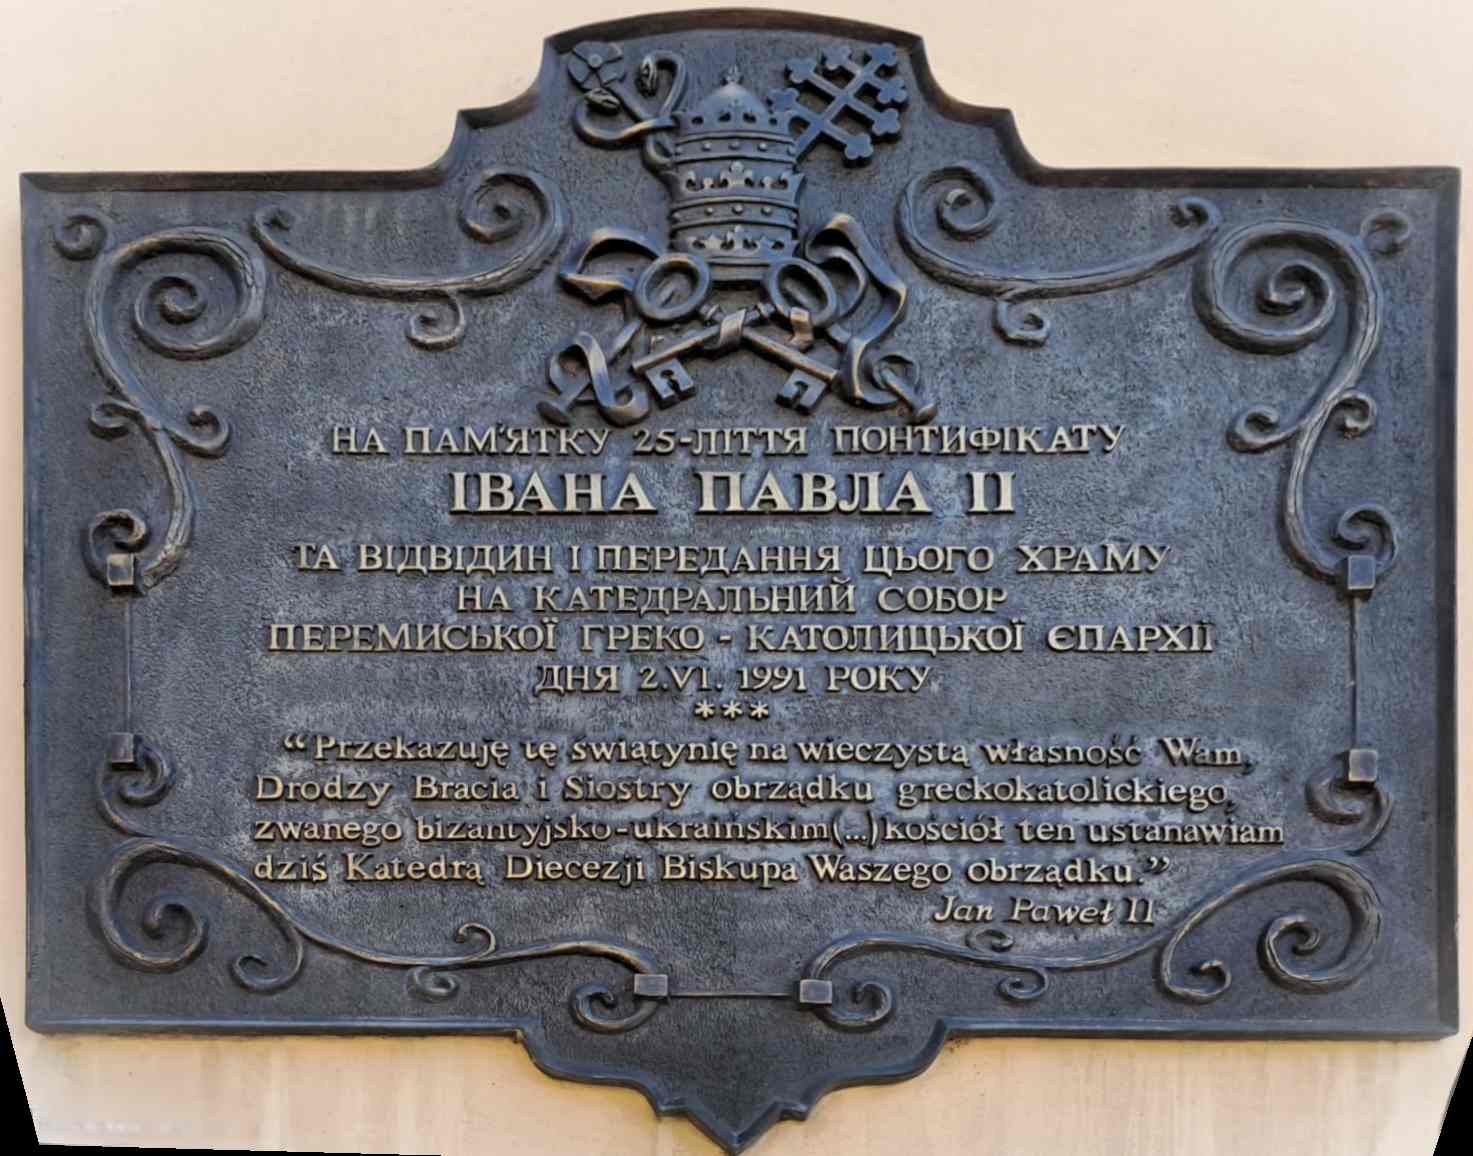 НА ПАМ'ЯТКУ 25-ЛІТТЯ ПОНТИФІКАТУ
ІВАНА ПАВЛА ІІ
ТА ВІДВІДИН І ПЕРЕДАННЯ ЦЬОГО ХРАМУ
НА КАТЕДРАЛЬНИЙ СОБОР
ПЕРЕМИСЬКОЇ ГРЕКО - КАТОЛИЦЬКОЇ ЄПАРХІЇ
ДНЯ 2.VI. 1991 РОКУ
***
“Przekazuję tę świątynię na wieczystą własność Wam,
Drodzy Bracia i Siostry obrządku greckokatolickiego,
zwanego bizantyjsko-ukraińskim(...)kościół ten ustanawiam
dziś Katedrą Diecezji Biskupa Waszego obrządku.”
Jan Paweł II